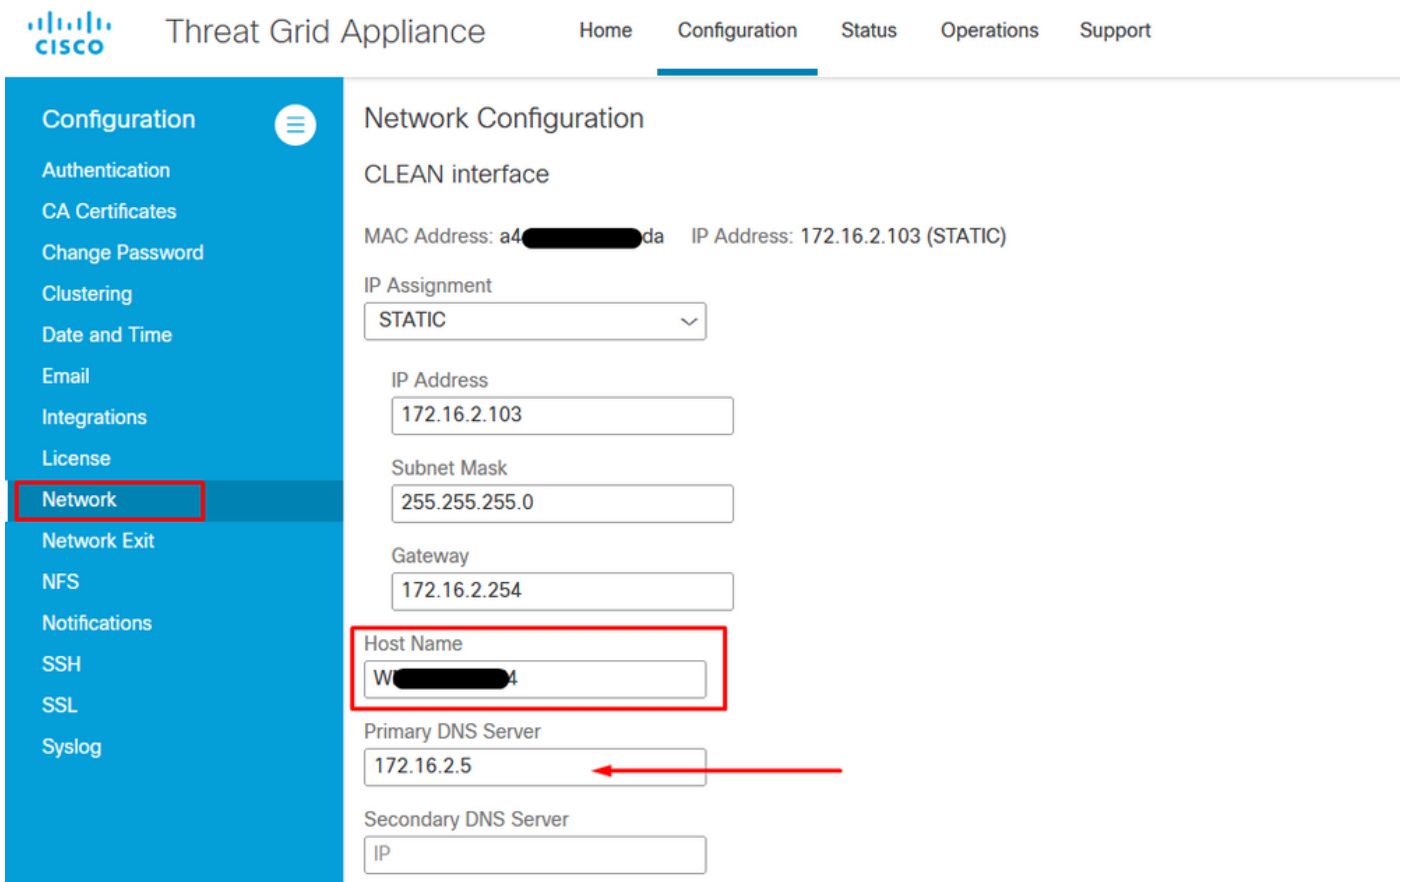 CISCO
Threat Grid Appliance
Home Configuration Status Operations Support
Configuration
Authentication
CA Certificates
Change Password
Clustering
Date and Time
Email
Integrations
License
Network
Network Exit
NFS
Notifications
SSH
SSL
Syslog
Network Configuration
CLEAN interface
MAC Address: a4 da IP Address: 172.16.2.103 (STATIC)
IP Assignment
STATIC
IP Address
172.16.2.103
Subnet Mask
255.255.255.0
Gateway
172.16.2.254
Host Name
W 4
Primary DNS Server
172.16.2.5
Secondary DNS Server
IP